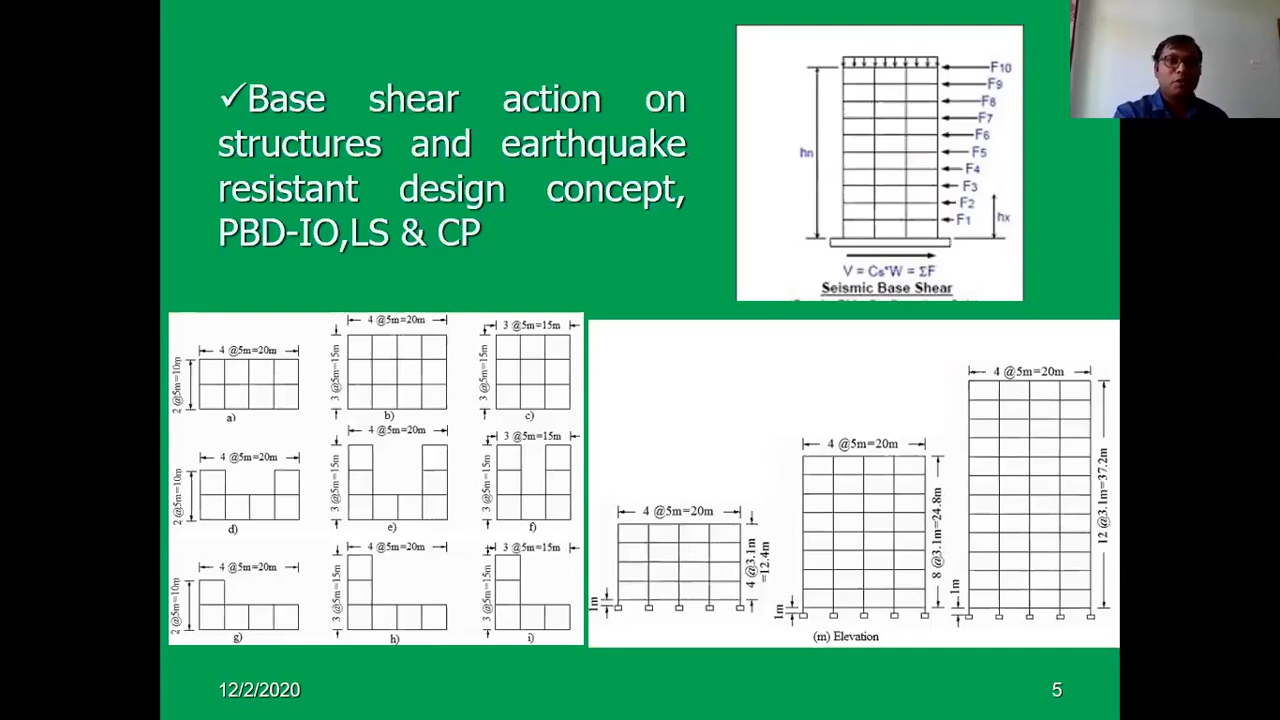 ✓Base shear action on
structures and earthquake
resistant design concept,
PBD-IO,LS & CP
F10
F9
F8
F7
F6
F5
F4
F3
F2
F1
hn
hx
V = Cs*W = ΣF
Seismic Base Shear
4 @5m=20m
2 @5m=10m
a)
4 @5m=20m
3 @5m=15m
b)
3 @5m=15m
3 @5m=15m
c)
4 @5m=20m
2 @5m=10m
d)
4 @5m=20m
3 @5m=15m
e)
3 @5m=15m
3 @5m=15m
f)
4 @5m=20m
2 @5m=10m
g)
4 @5m=20m
3 @5m=15m
h)
3 @5m=15m
3 @5m=15m
i)
4 @5m=20m
4 @3.1m
=12.4m
1m
4 @5m=20m
8 @3.1m=24.8m
1m
4 @5m=20m
12 @3.1m=37.2m
1m
(m) Elevation
12/2/2020
5